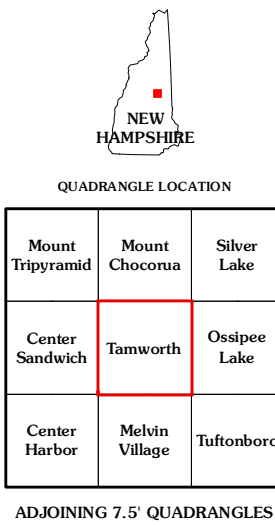 NEW
HAMPSHIRE
QUADRANGLE LOCATION
Mount
Tripyramid
Mount
Chocorua
Silver
Lake
Center
Sandwich
Tamworth
Ossipee
Lake
Center
Harbor
Melvin
Village
Tuftonboro
ADJOINING 7.5' QUADRANGLES